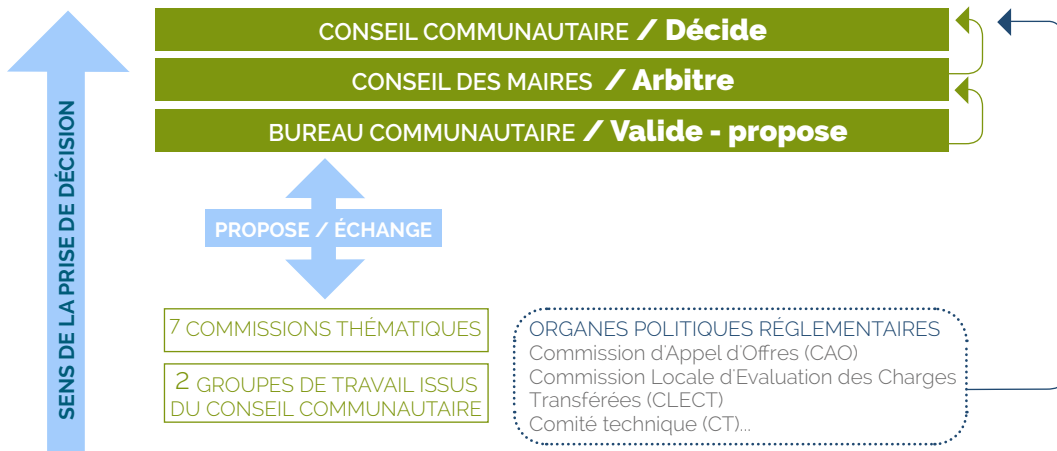 CONSEIL COMMUNAUTAIRE / Décide
CONSEIL DES MAIRES / Arbitre
BUREAU COMMUNAUTAIRE / Valide - propose
SENS DE LA PRISE DE DÉCISION
PROPOSE / ÉCHANGE
7 COMMISSIONS THÉMATIQUES
2 GROUPES DE TRAVAIL ISSUS
DU CONSEIL COMMUNAUTAIRE
ORGANES POLITIQUES RÉGLEMENTAIRES
Commission d'Appel d'Offres (CAO)
Commission Locale d'Evaluation des Charges
Transférées (CLECT)
Comité technique (CT)...